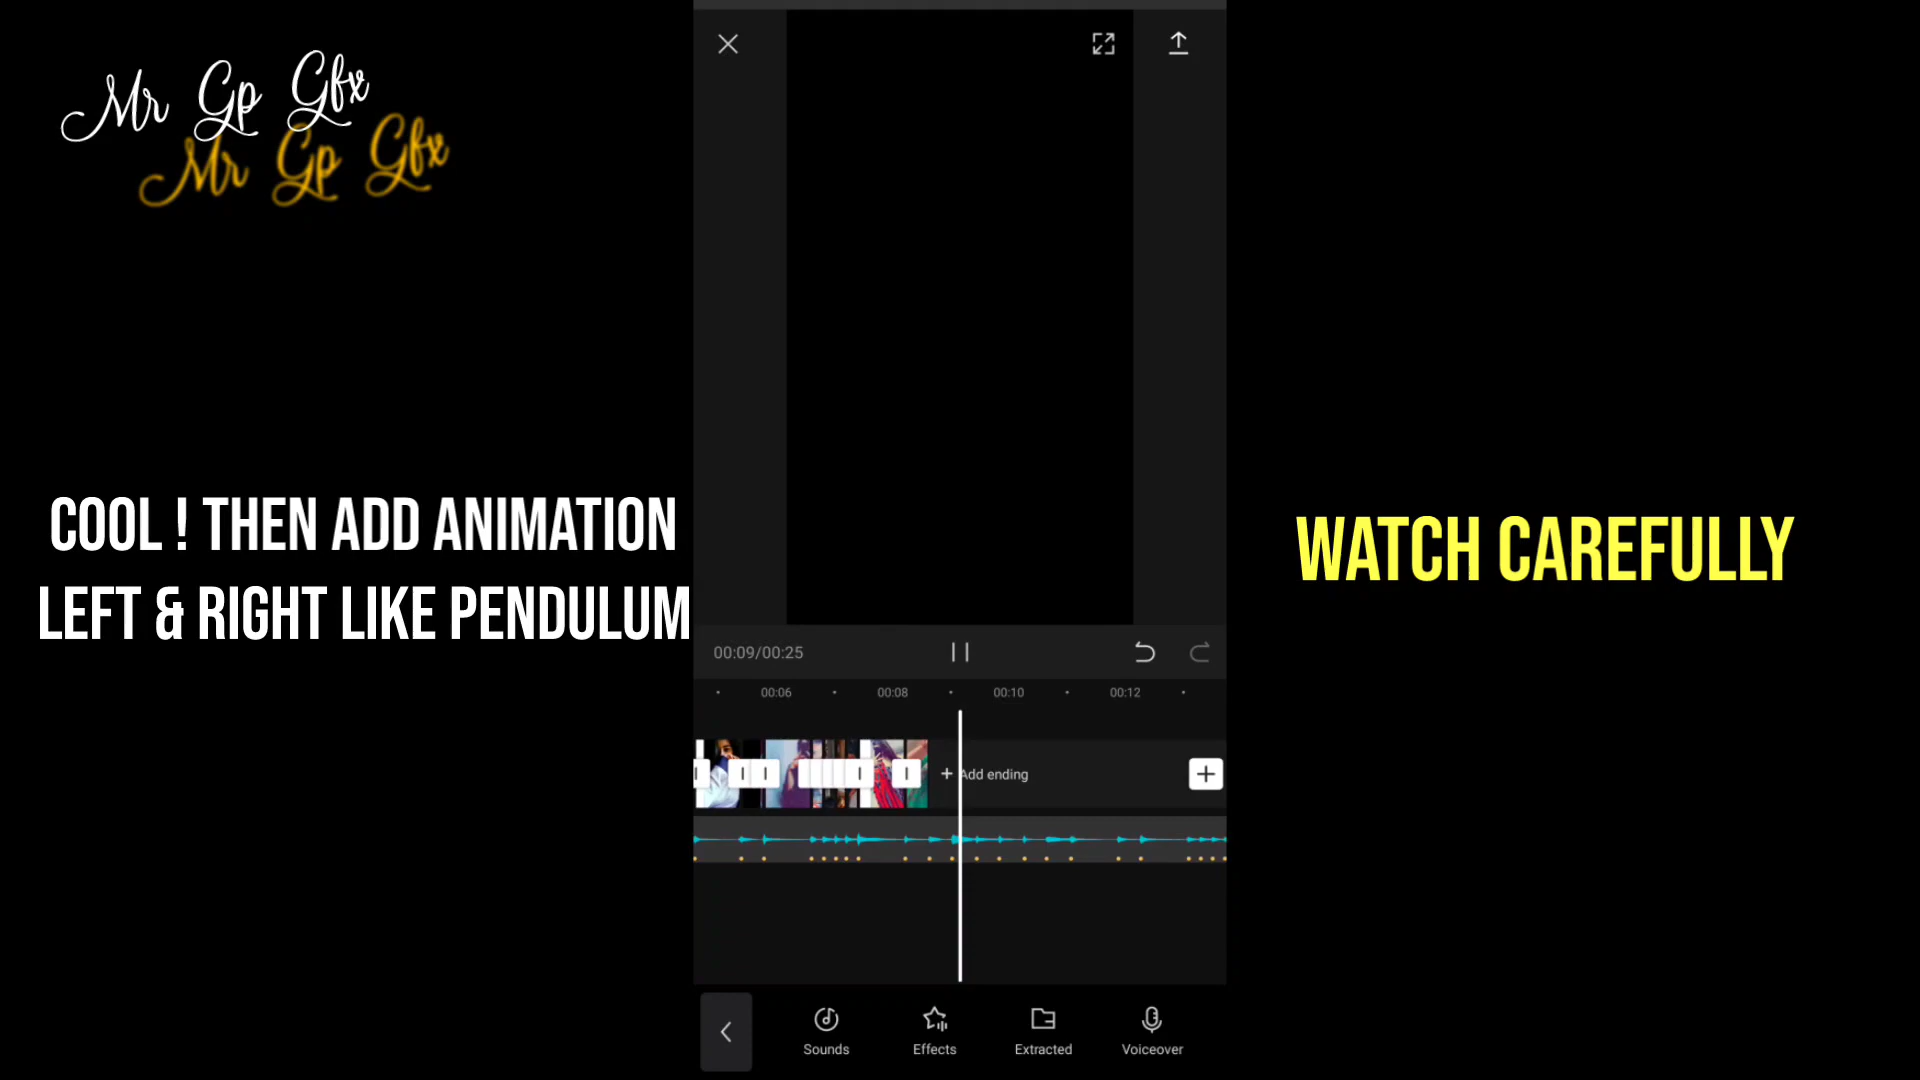 Mr Gp Gfx
Mr Gp Gfx
COOL ! THEN ADD ANIMATION
LEFT & RIGHT LIKE PENDULUM
WATCH CAREFULLY
00:09/00:25
00:06 00:08 00:10 00:12
+ Add ending
Sounds Effects Extracted Voiceover